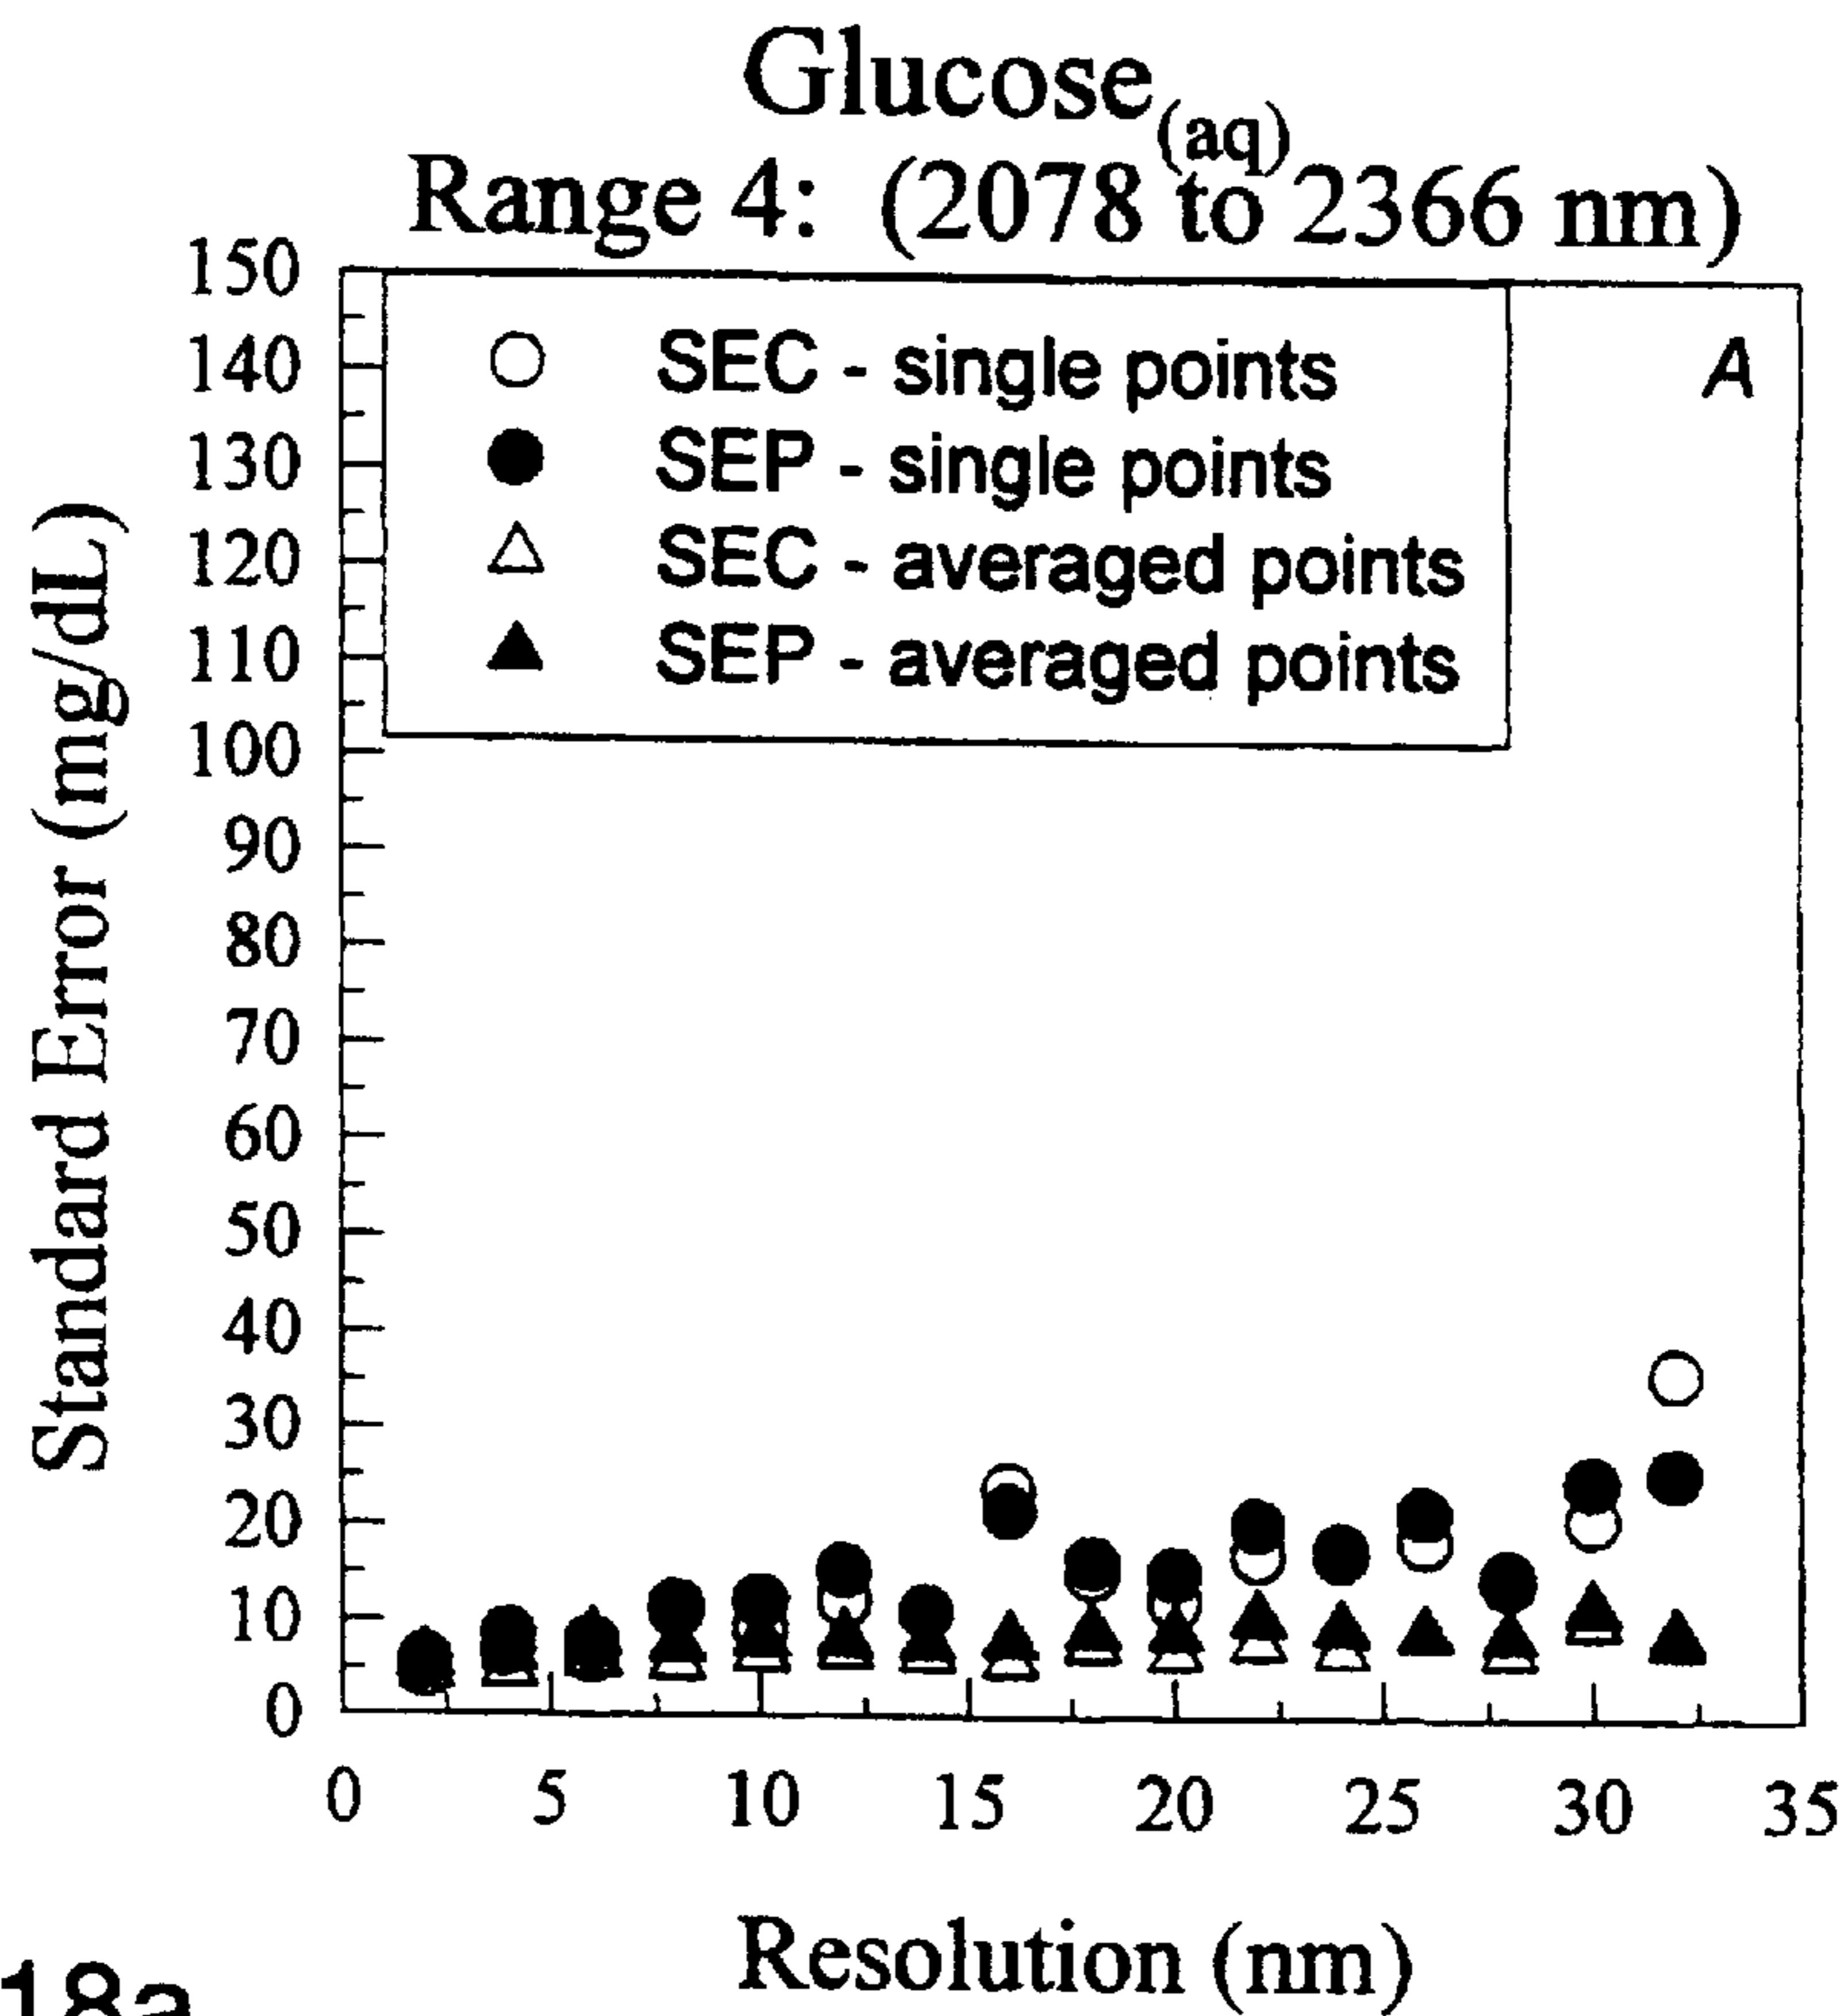 Glucose(aq)
Range 4: (2078 to 2366 nm)
150
140
130
120
110
100
90
80
70
60
50
40
30
20
10
0
Standard Error (mg/dL)
SEC - single points
SEP - single points
SEC - averaged points
SEP - averaged points
A
0 5 10 15 20 25 30 35
Resolution (nm)
18a